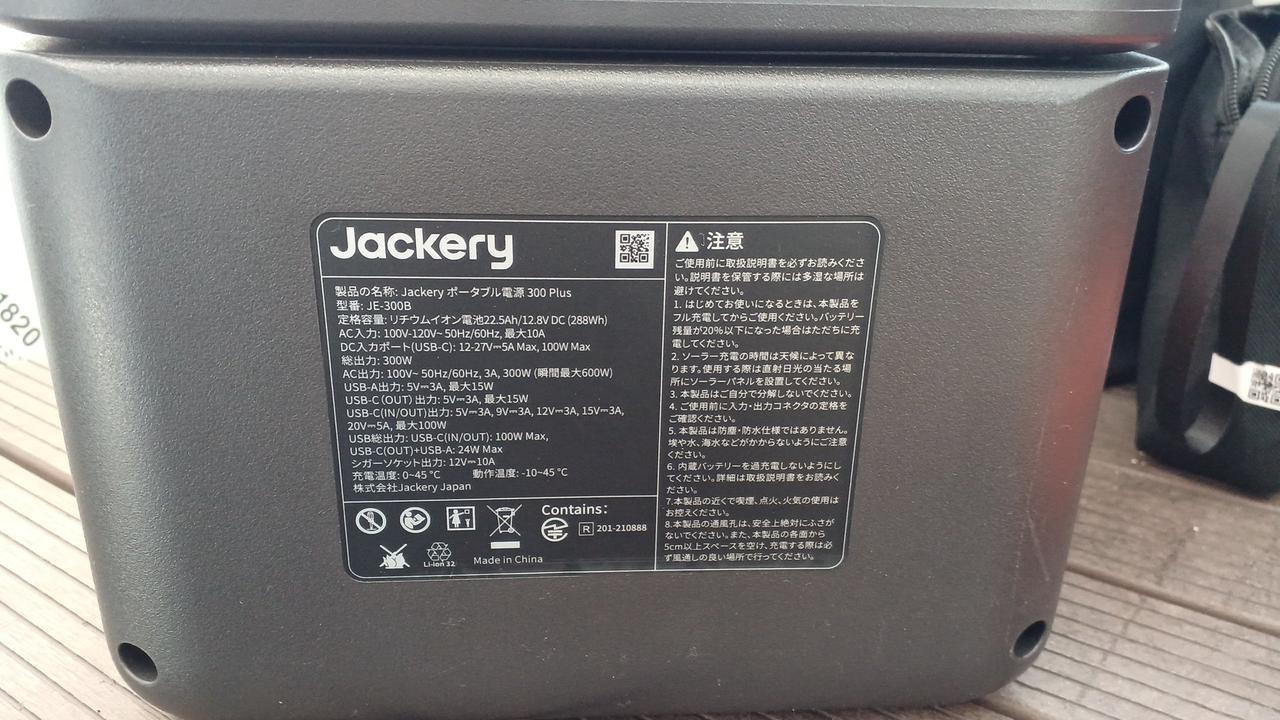 Jackery
製品の名称: Jackery ポータブル電源 300 Plus
型番: JE-300B
定格容量: リチウムイオン電池22.5Ah/12.8V DC (288Wh)
AC入力: 100V-120V~ 50Hz/60Hz, 最大10A
DC入力ポート(USB-C): 12-27V⎓5A Max, 100W Max
総出力: 300W
AC出力: 100V~ 50Hz/60Hz, 3A, 300W (瞬間最大600W)
USB-A出力: 5V⎓3A, 最大15W
USB-C (OUT) 出力: 5V⎓3A, 最大15W
USB-C(IN/OUT)出力: 5V⎓3A, 9V⎓3A, 12V⎓3A, 15V⎓3A,
20V⎓5A, 最大100W
USB総出力: USB-C(IN/OUT): 100W Max,
USB-C(OUT)+USB-A: 24W Max
シガーソケット出力: 12V⎓10A
充電温度: 0~45 °C 動作温度: -10~45 °C
株式会社Jackery Japan
Contains:
R 201-210888
Li-ion 32
Made in China
注意
ご使用前に取扱説明書を必ずお読みくださ
い。説明書を保管する際には多湿な場所は
避けてください。
1. はじめてお使いになるときは、本製品を
フル充電してからご使用ください。バッテリー
残量が20%以下になった場合はただちに充
電してください。
2. ソーラー充電の時間は天候によって異な
ります。使用する際は直射日光の当たる場
所にソーラーパネルを設置してください。
3. 本製品はご自分で分解しないでください。
4. ご使用前に入力・出力コネクタの定格を
ご確認ください。
5. 本製品は防塵・防水仕様ではありません。
埃や水、海水などがかからないようにご注意
ください。
6. 内蔵バッテリーを過充電しないようにし
てください。詳細は取扱説明書をお読みく
ださい。
7.本製品の近くで喫煙、点火、火気の使用は
お控えください。
8.本製品の通風孔は、安全上絶対にふさが
ないでください。また、本製品の各面から
5cm以上スペースを空け、充電する際は必
ず風通しの良い場所で行ってください。
1820